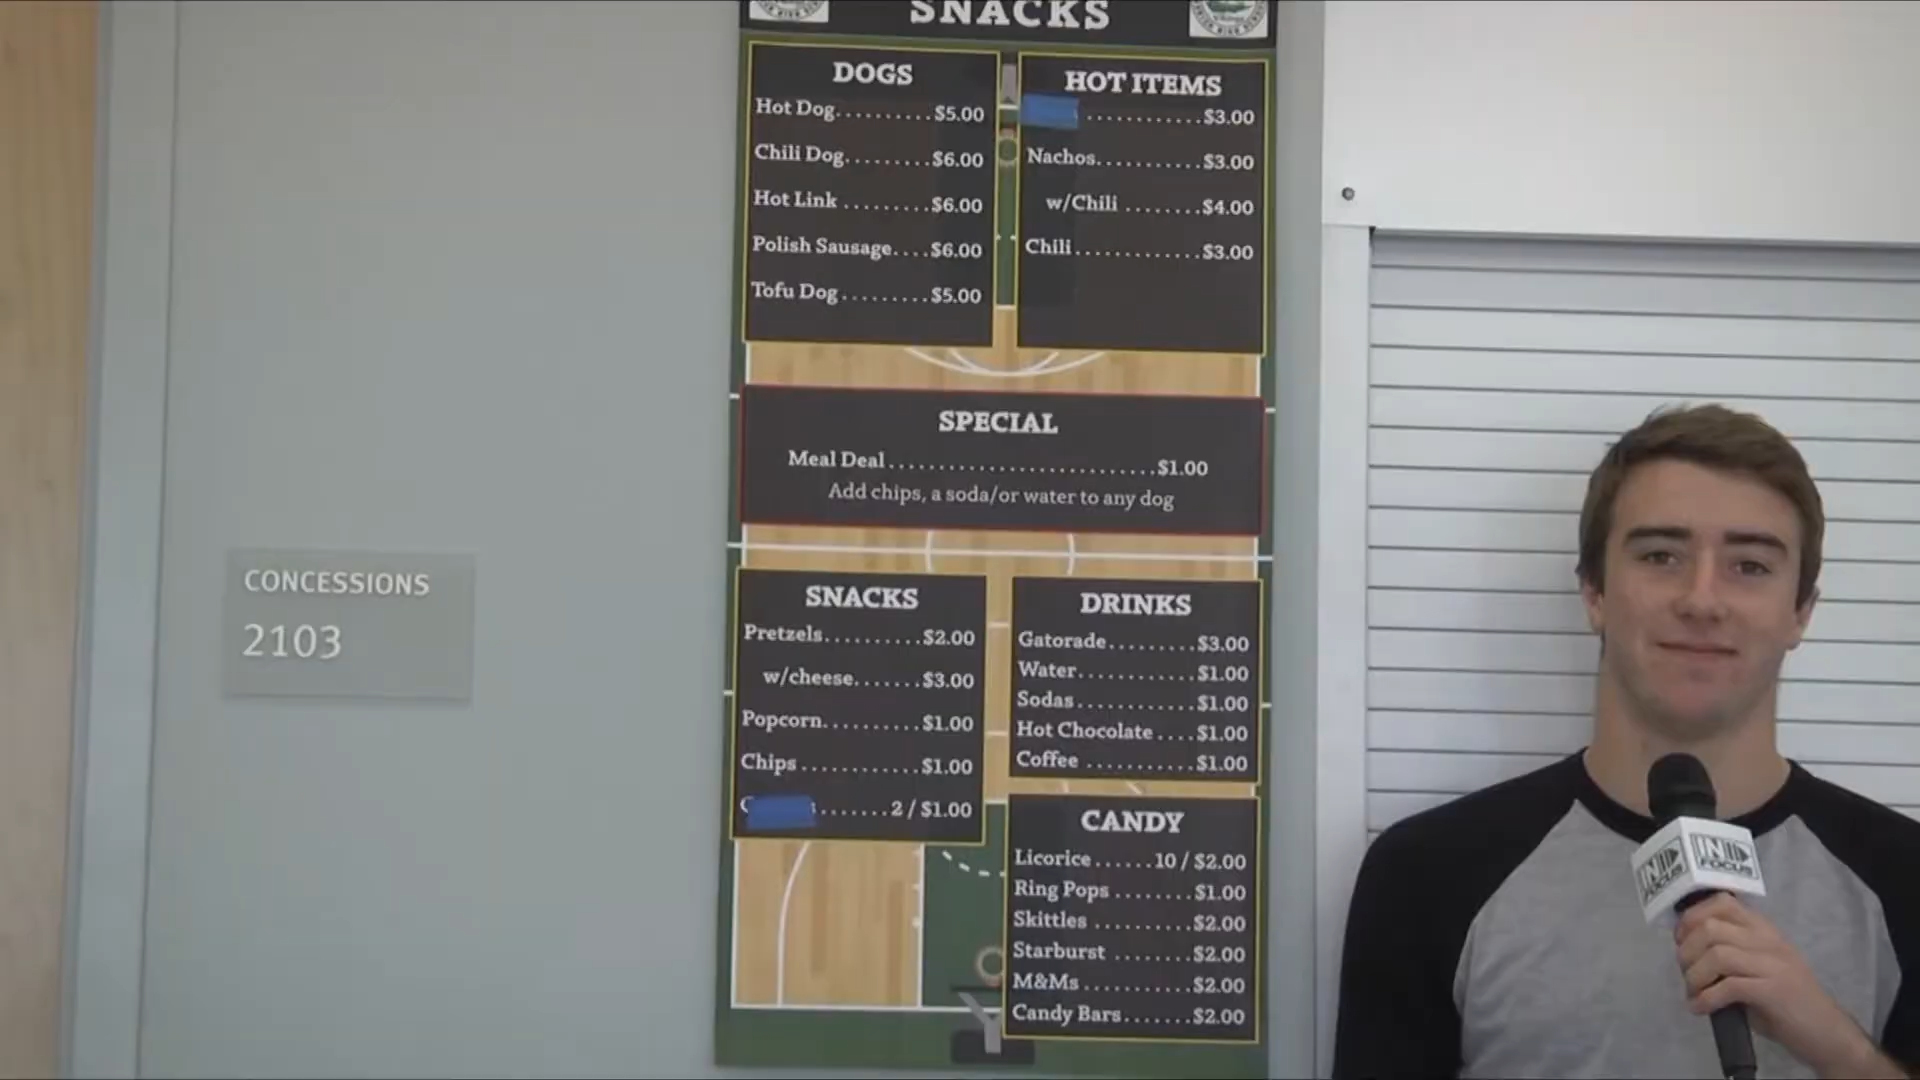 SNACKS
DOGS
Hot Dog..........$5.00
Chili Dog.........$6.00
Hot Link .........$6.00
Polish Sausage....$6.00
Tofu Dog.........$5.00
HOT ITEMS
............$3.00
Nachos...........$3.00
w/Chili ........$4.00
Chili.............$3.00
SPECIAL
Meal Deal...........................$1.00
Add chips, a soda/or water to any dog
CONCESSIONS
2103
SNACKS
Pretzels..........$2.00
w/cheese.......$3.00
Popcorn..........$1.00
Chips ............$1.00
.......2 / $1.00
DRINKS
Gatorade.........$3.00
Water............$1.00
Sodas............$1.00
Hot Chocolate ....$1.00
Coffee ...........$1.00
CANDY
Licorice......10 / $2.00
Ring Pops ........$1.00
Skittles ..........$2.00
Starburst ........$2.00
M&Ms...........$2.00
Candy Bars.......$2.00
IN
FOCUS
IN
FOCUS